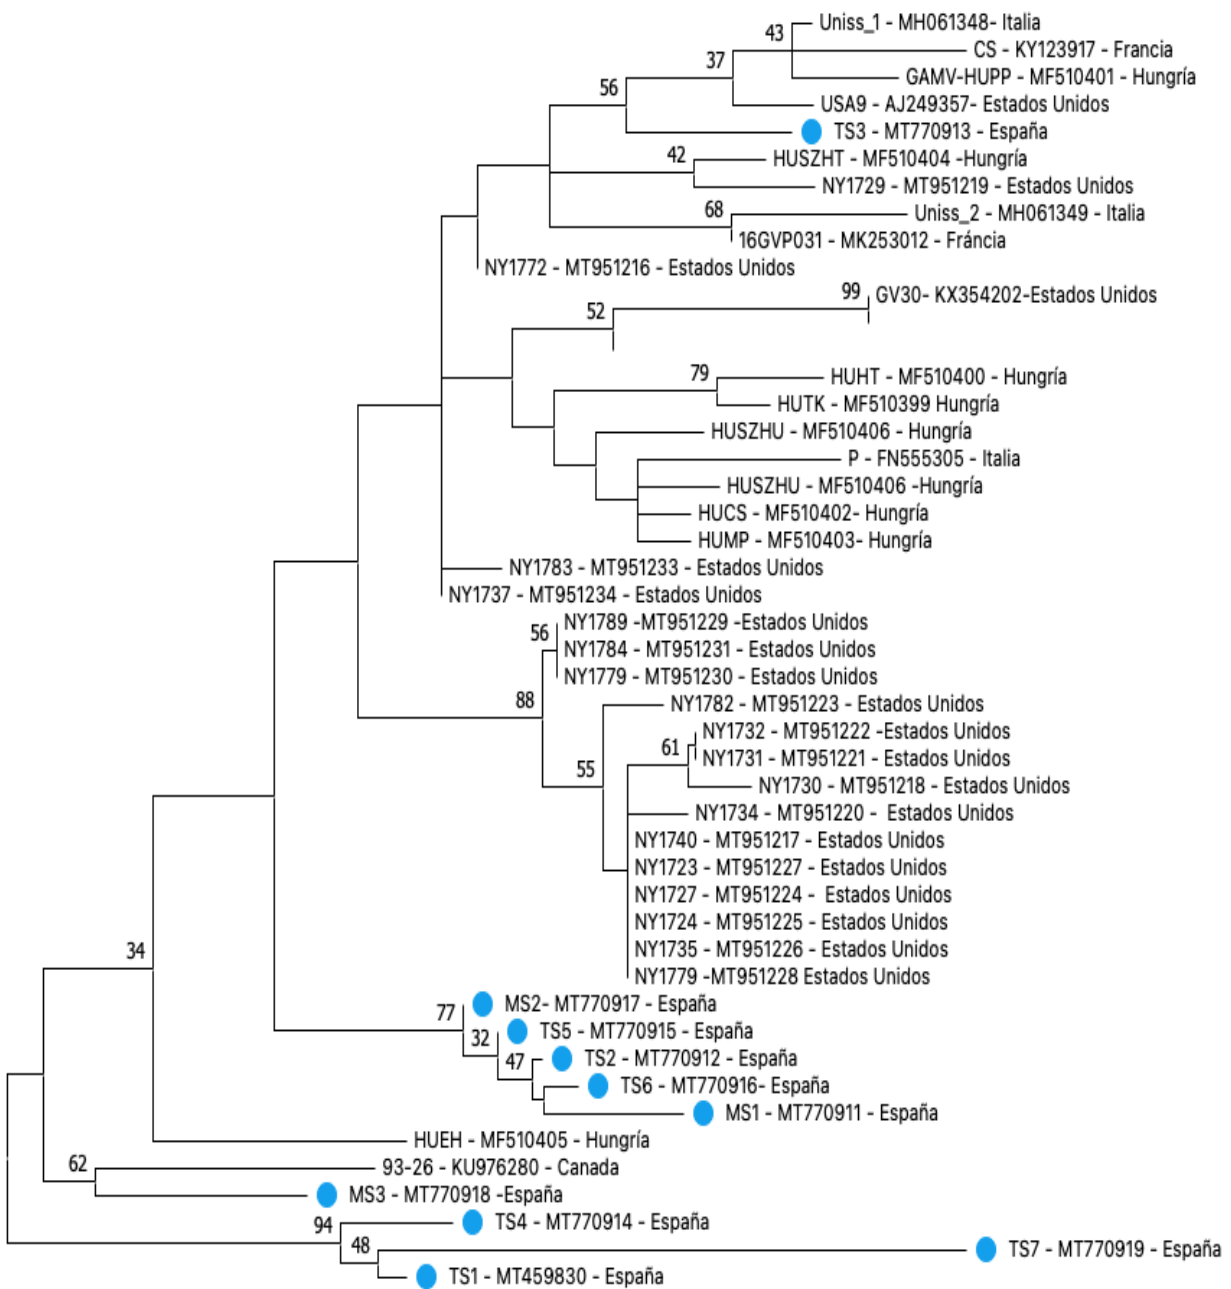 Uniss_1 - MH061348- Italia
43
CS - KY123917 - Francia
37
GAMV-HUPP - MF510401 - Hungría
56
USA9 - AJ249357- Estados Unidos
TS3 - MT770913 - España
42
HUSZHT - MF510404 -Hungría
NY1729 - MT951219 - Estados Unidos
68
Uniss_2 - MH061349 - Italia
16GVP031 - MK253012 - Fráncia
NY1772 - MT951216 - Estados Unidos
99
GV30- KX354202-Estados Unidos
52
79
HUHT - MF510400 - Hungría
HUTK - MF510399 Hungría
HUSZHU - MF510406 - Hungría
P - FN555305 - Italia
HUSZHU - MF510406 -Hungría
HUCS - MF510402- Hungría
HUMP - MF510403- Hungría
NY1783 - MT951233 - Estados Unidos
NY1737 - MT951234 - Estados Unidos
NY1789 -MT951229 -Estados Unidos
56
NY1784 - MT951231 - Estados Unidos
NY1779 - MT951230 - Estados Unidos
88
NY1782 - MT951223 - Estados Unidos
NY1732 - MT951222 -Estados Unidos
61
NY1731 - MT951221 - Estados Unidos
55
NY1730 - MT951218 - Estados Unidos
NY1734 - MT951220 - Estados Unidos
NY1740 - MT951217 - Estados Unidos
NY1723 - MT951227 - Estados Unidos
NY1727 - MT951224 - Estados Unidos
NY1724 - MT951225 - Estados Unidos
NY1735 - MT951226 - Estados Unidos
34
NY1779 -MT951228 Estados Unidos
77
MS2- MT770917 - España
32
TS5 - MT770915 - España
47
TS2 - MT770912 - España
TS6 - MT770916- España
MS1 - MT770911 - España
HUEH - MF510405 - Hungría
62
93-26 - KU976280 - Canada
MS3 - MT770918 -España
94
TS4 - MT770914 - España
48
TS7 - MT770919 - España
TS1 - MT459830 - España